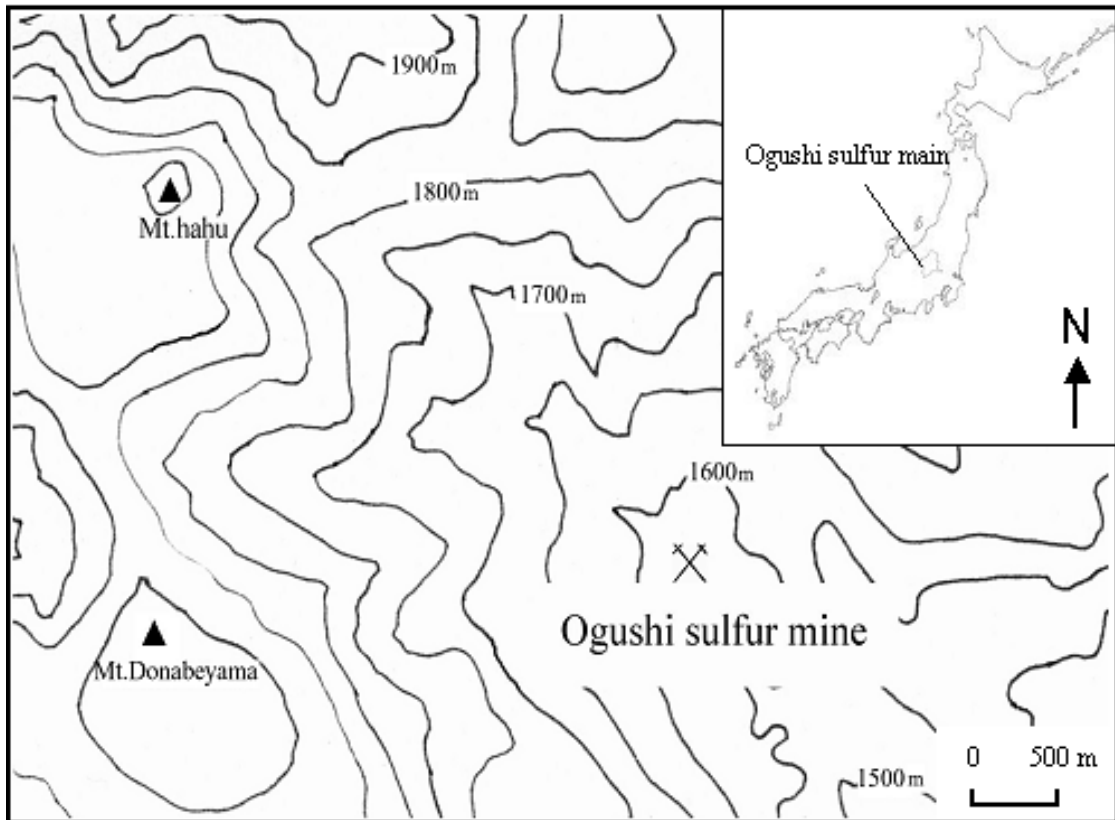 1900m
Ogushi sulfur main
1800m
Mt.hahu
1700m
N
1600m
Ogushi sulfur mine
Mt.Donabeyama
0 500 m
1500m